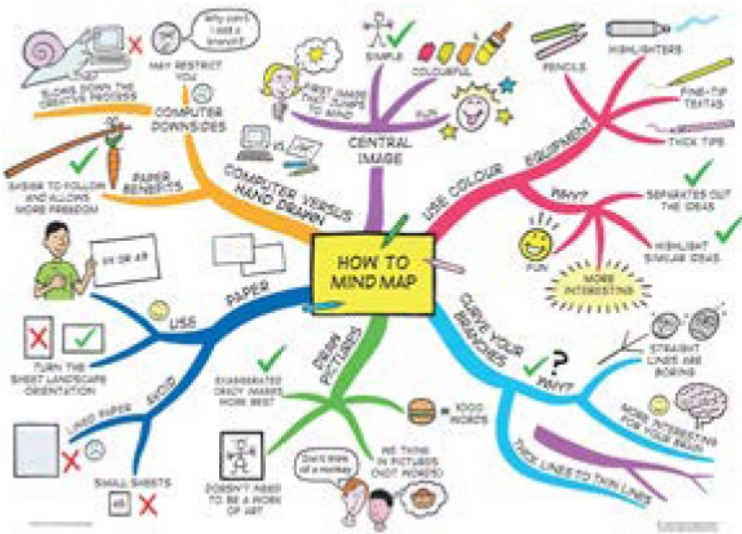 HOW TO
MIND MAP
CENTRAL
IMAGE
FIRST IMAGE
THAT JUMPS
TO MIND
SIMPLE
COLOURFUL
FUN
USE COLOUR
EQUIPMENT
PENCILS
HIGHLIGHTERS
FINE-TIP
TEXTAS
THICK TIPS
WHY?
SEPARATES OUT
THE IDEAS
HIGHLIGHT
SIMILAR IDEAS
MORE
INTERESTING
FUN
CURVE YOUR
BRANCHES
WHY?
STRAIGHT
LINES ARE
BORING
MORE INTERESTING
FOR YOUR BRAIN
THICK LINES TO THIN LINES
DRAW
PICTURES
= 1000
WORDS
WE THINK
IN PICTURES
(NOT WORDS)
Don't think
of a monkey
DOESN'T NEED
TO BE A WORK
OF ART
EXAGGERATED
CRAZY IMAGES
WORK BEST
PAPER
USE
A4 OR A3
TURN THE
SHEET LANDSCAPE
ORIENTATION
AVOID
LINED PAPER
SMALL SHEETS
A5
COMPUTER VERSUS
HAND DRAWN
VS
PAPER
BENEFITS
EASIER TO FOLLOW
AND ALLOWS
MORE FREEDOM
COMPUTER
DOWNSIDES
SLOWS DOWN THE
CREATIVE PROCESS
MAY RESTRICT
YOU
Why can't
I add a
branch?